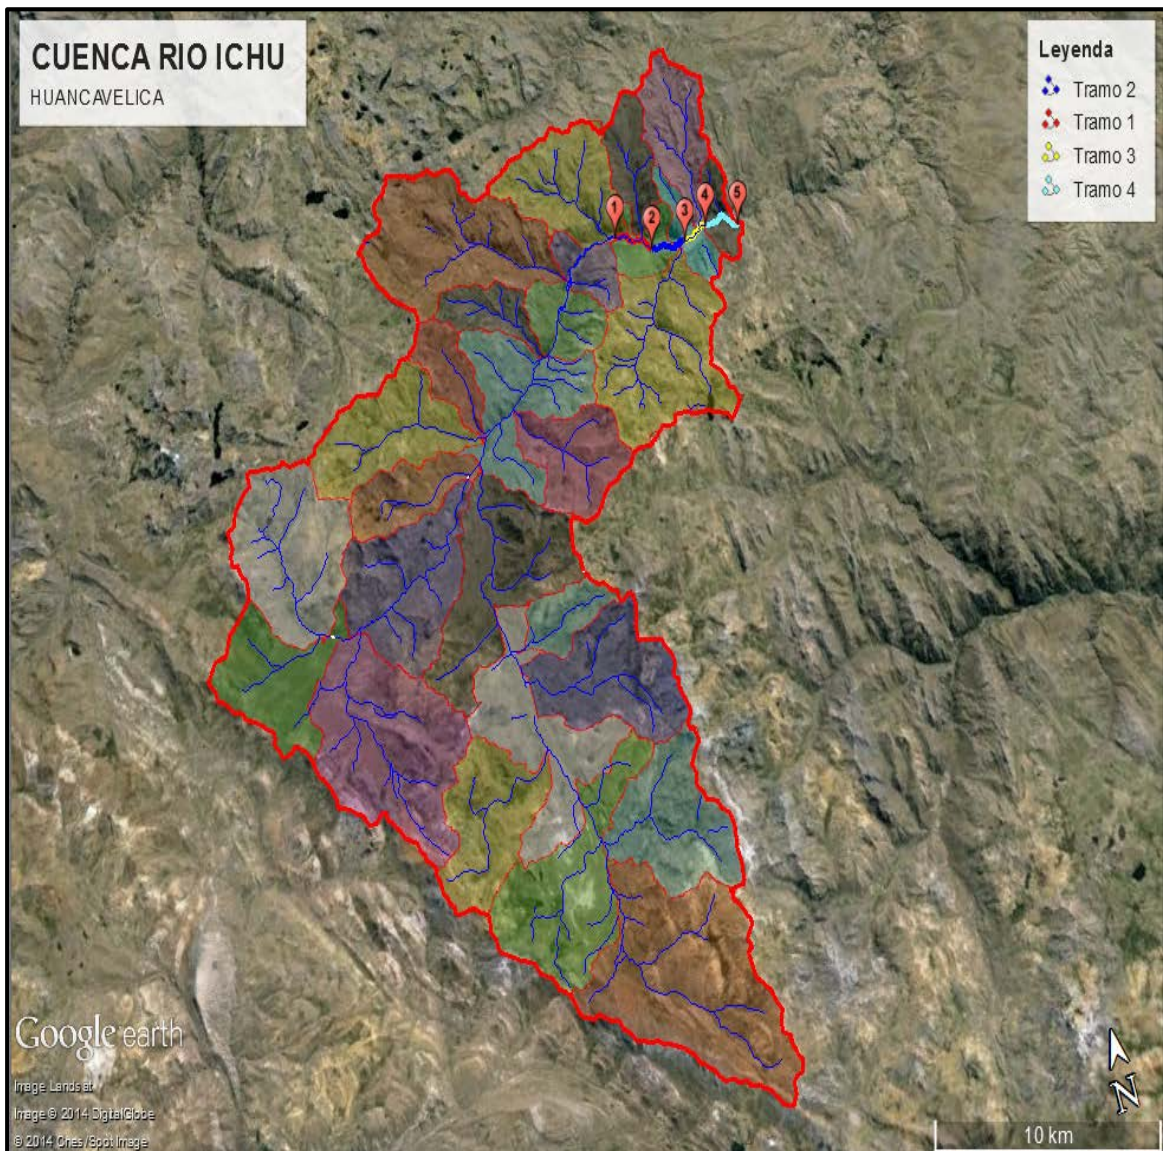 CUENCA RIO ICHU
HUANCAVELICA
Leyenda
Tramo 2
Tramo 1
Tramo 3
Tramo 4
1
2
3
4
5
Google earth
Image Landsat
Image © 2014 DigitalGlobe
© 2014 Cnes/Spot Image
N
10 km